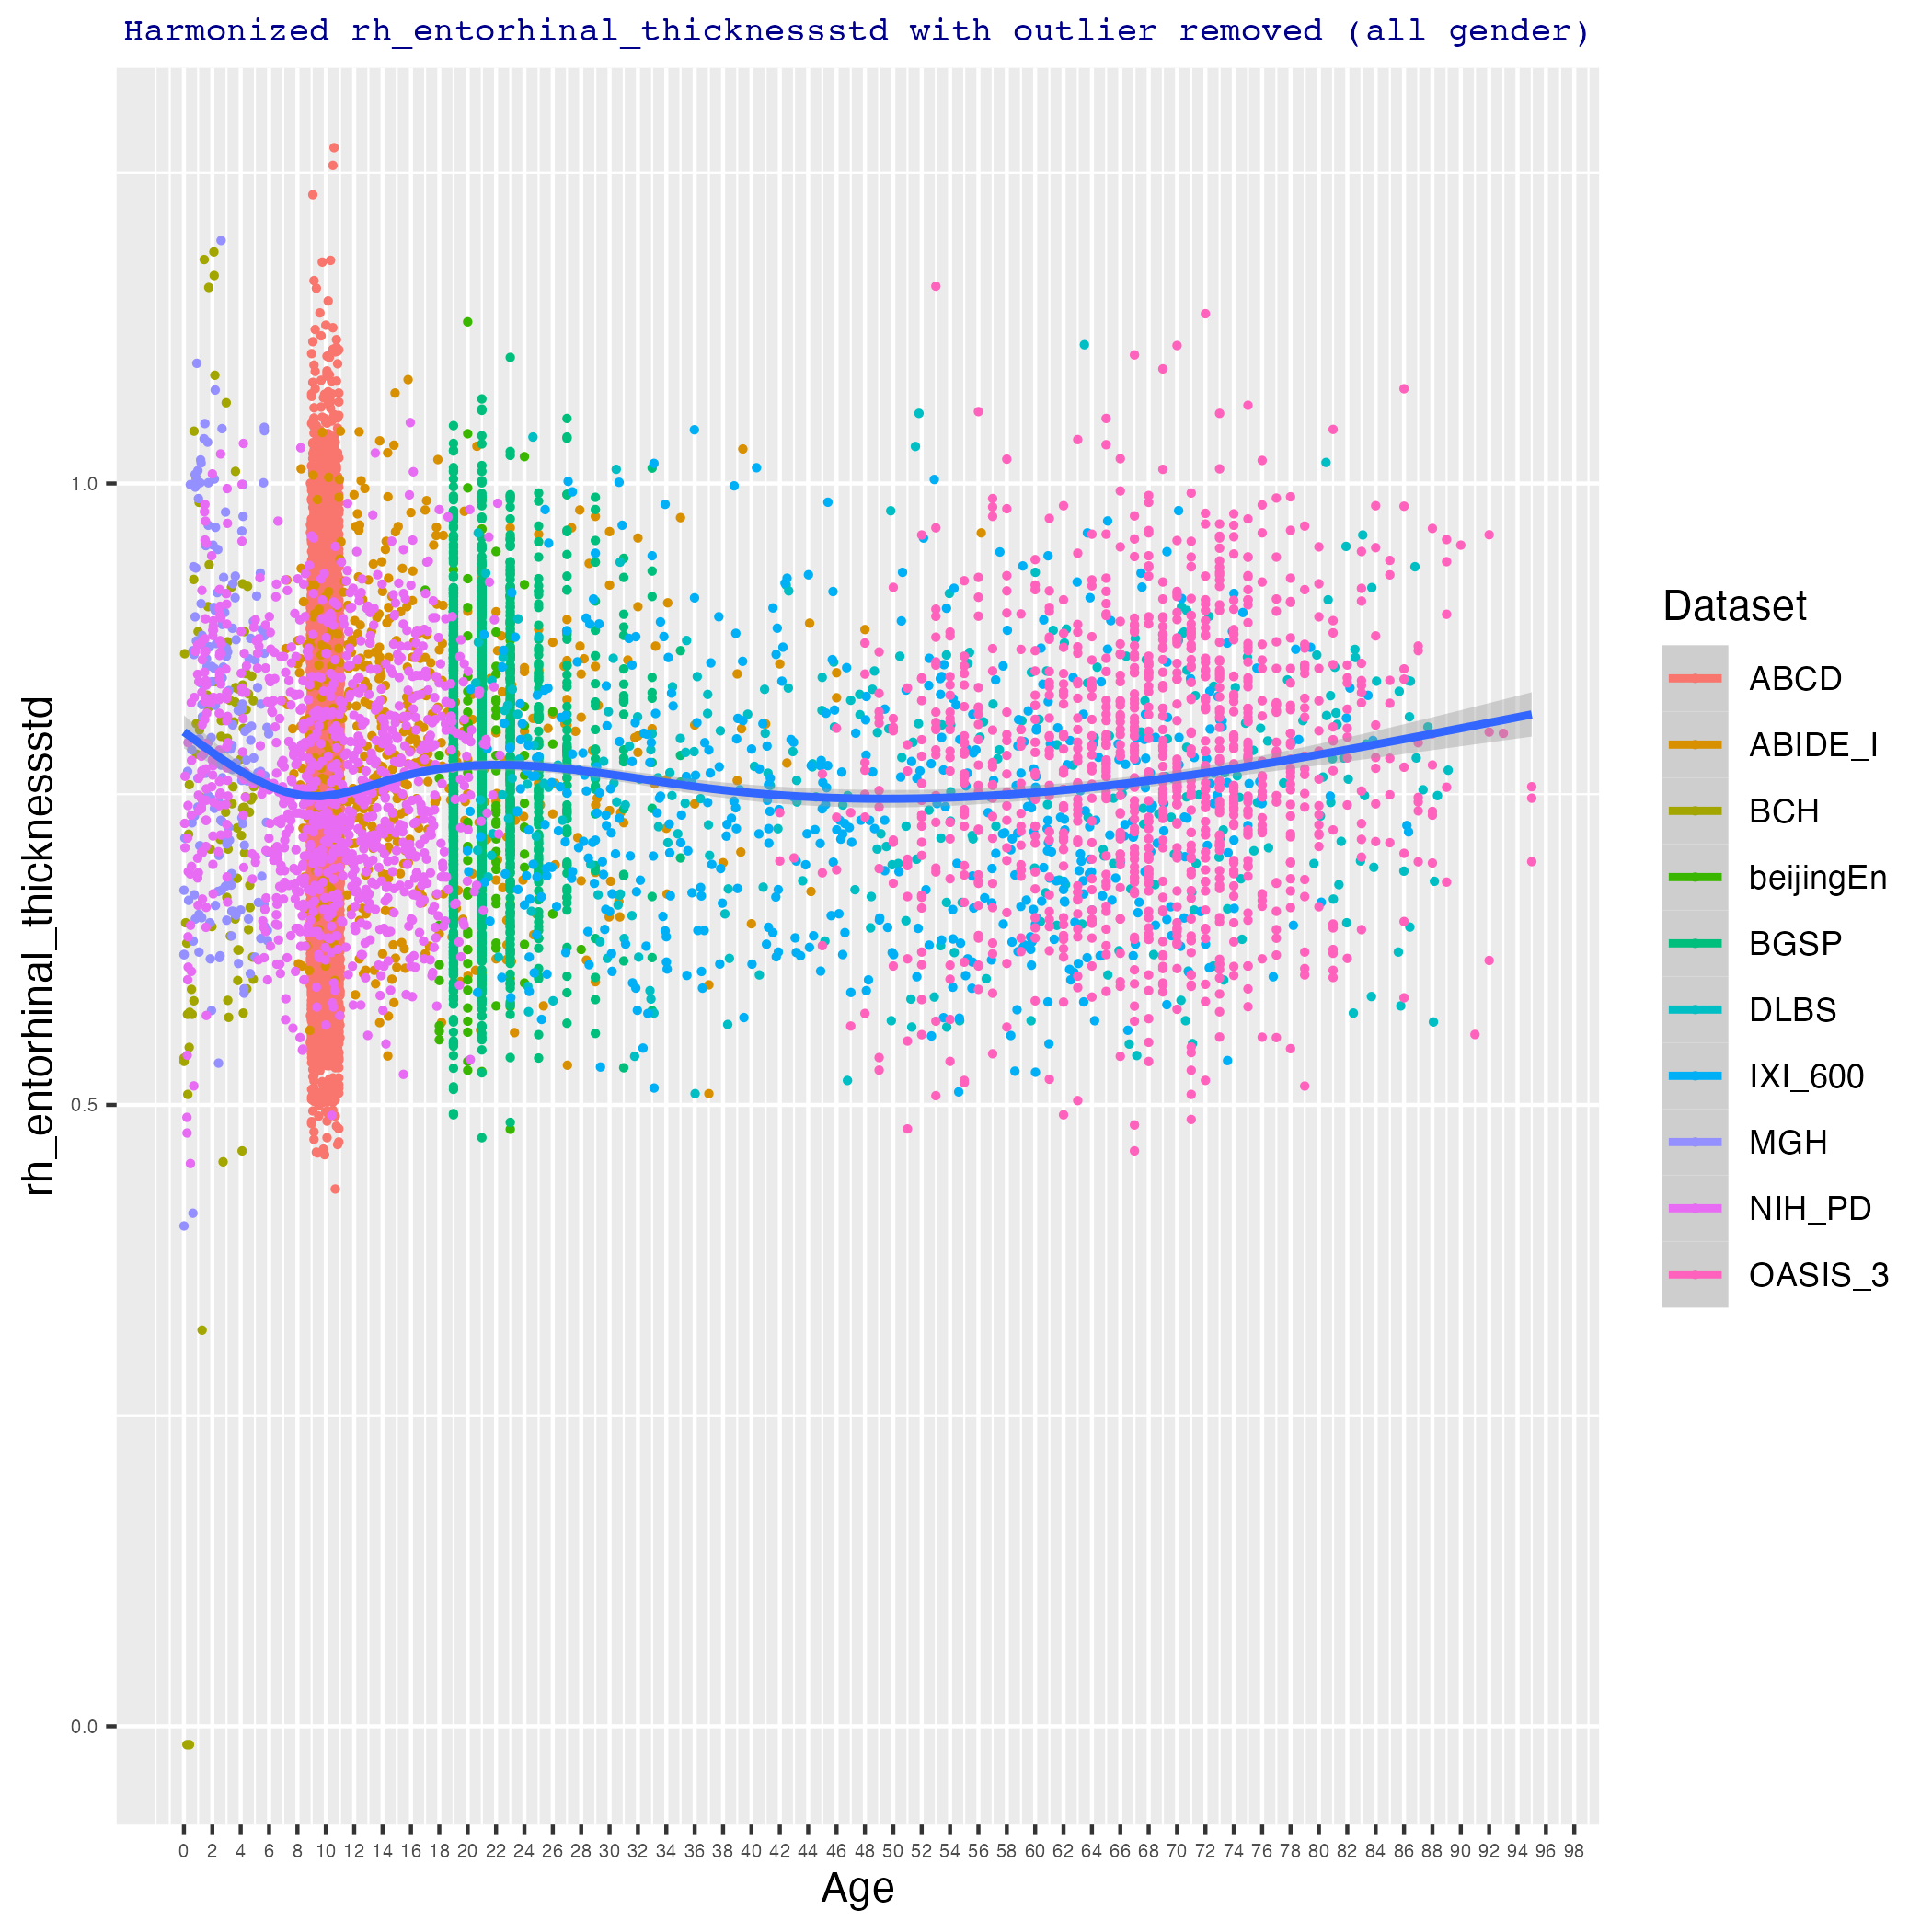 Harmonized rh_entorhinal_thicknessstd with outlier removed (all gender)
rh_entorhinal_thicknessstd
1.0
0.5
0.0
0 2 4 6 8 10 12 14 16 18 20 22 24 26 28 30 32 34 36 38 40 42 44 46 48 50 52 54 56 58 60 62 64 66 68 70 72 74 76 78 80 82 84 86 88 90 92 94 96 98
Age
Dataset
ABCD
ABIDE_I
BCH
beijingEn
BGSP
DLBS
IXI_600
MGH
NIH_PD
OASIS_3